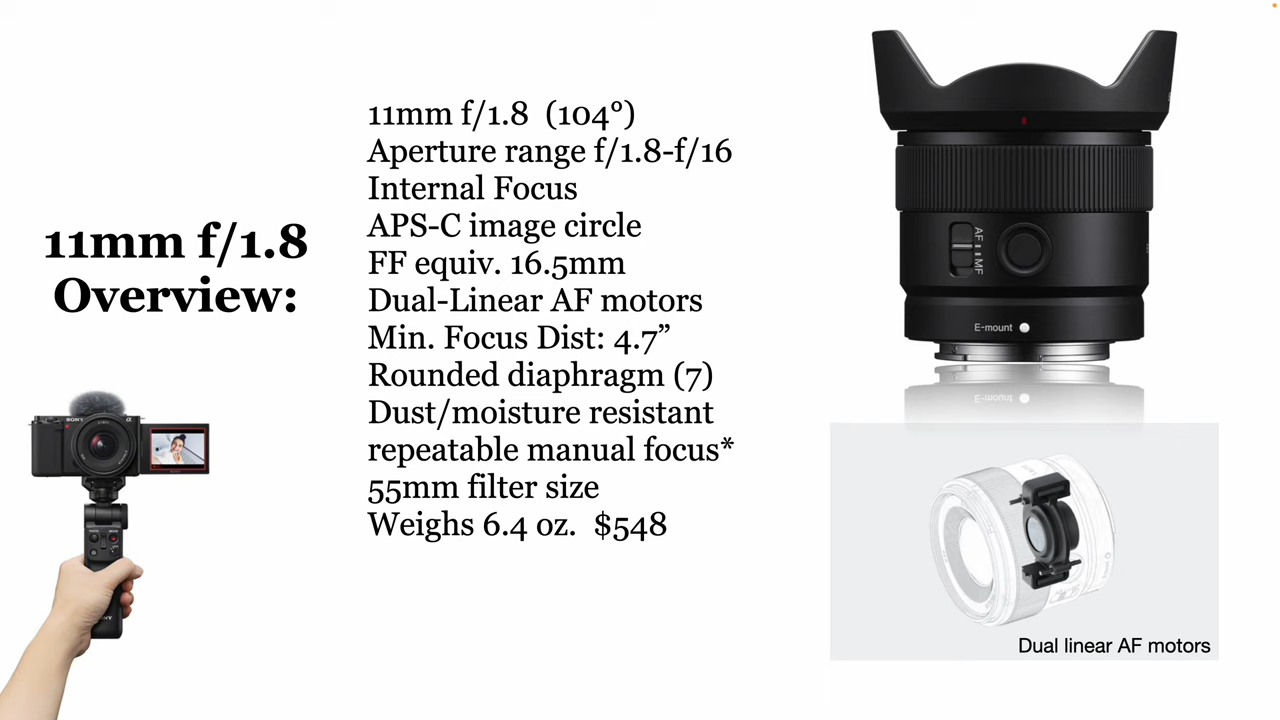 11mm f/1.8
Overview:
11mm f/1.8 (104°)
Aperture range f/1.8-f/16
Internal Focus
APS-C image circle
FF equiv. 16.5mm
Dual-Linear AF motors
Min. Focus Dist: 4.7”
Rounded diaphragm (7)
Dust/moisture resistant
repeatable manual focus*
55mm filter size
Weighs 6.4 oz. $548
AF MF
E-mount
SONY
α
Dual linear AF motors